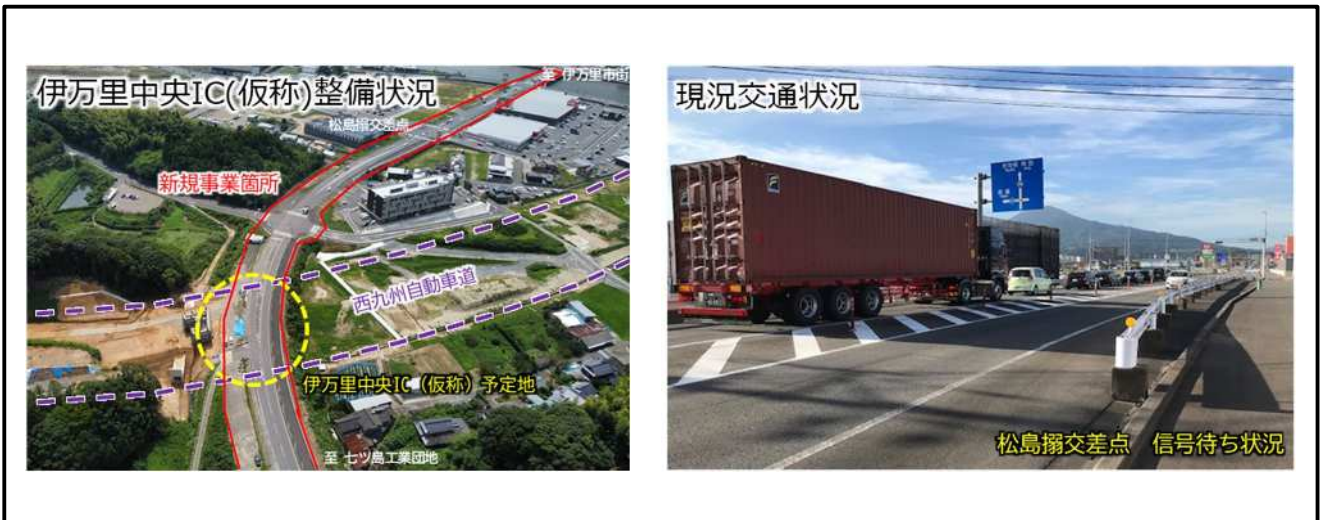 伊万里中央IC(仮称)整備状況
至 伊万里市街
松島搦交差点
新規事業箇所
西九州自動車道
伊万里中央IC（仮称）予定地
至 七ツ島工業団地
現況交通状況
松島搦交差点　信号待ち状況